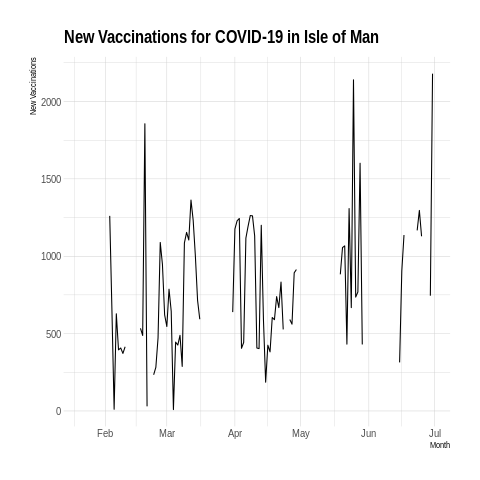 New Vaccinations for COVID-19 in Isle of Man
New Vaccinations
2000
1500
1000
500
0
Feb Mar Apr May Jun Jul
Month